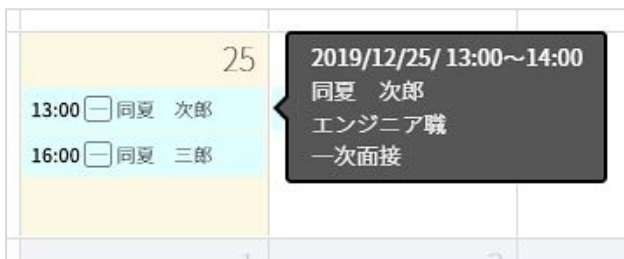 25
13:00 一 同夏 次郎
16:00 一 同夏 三郎
2019/12/25/ 13:00～14:00
同夏 次郎
エンジニア職
一次面接